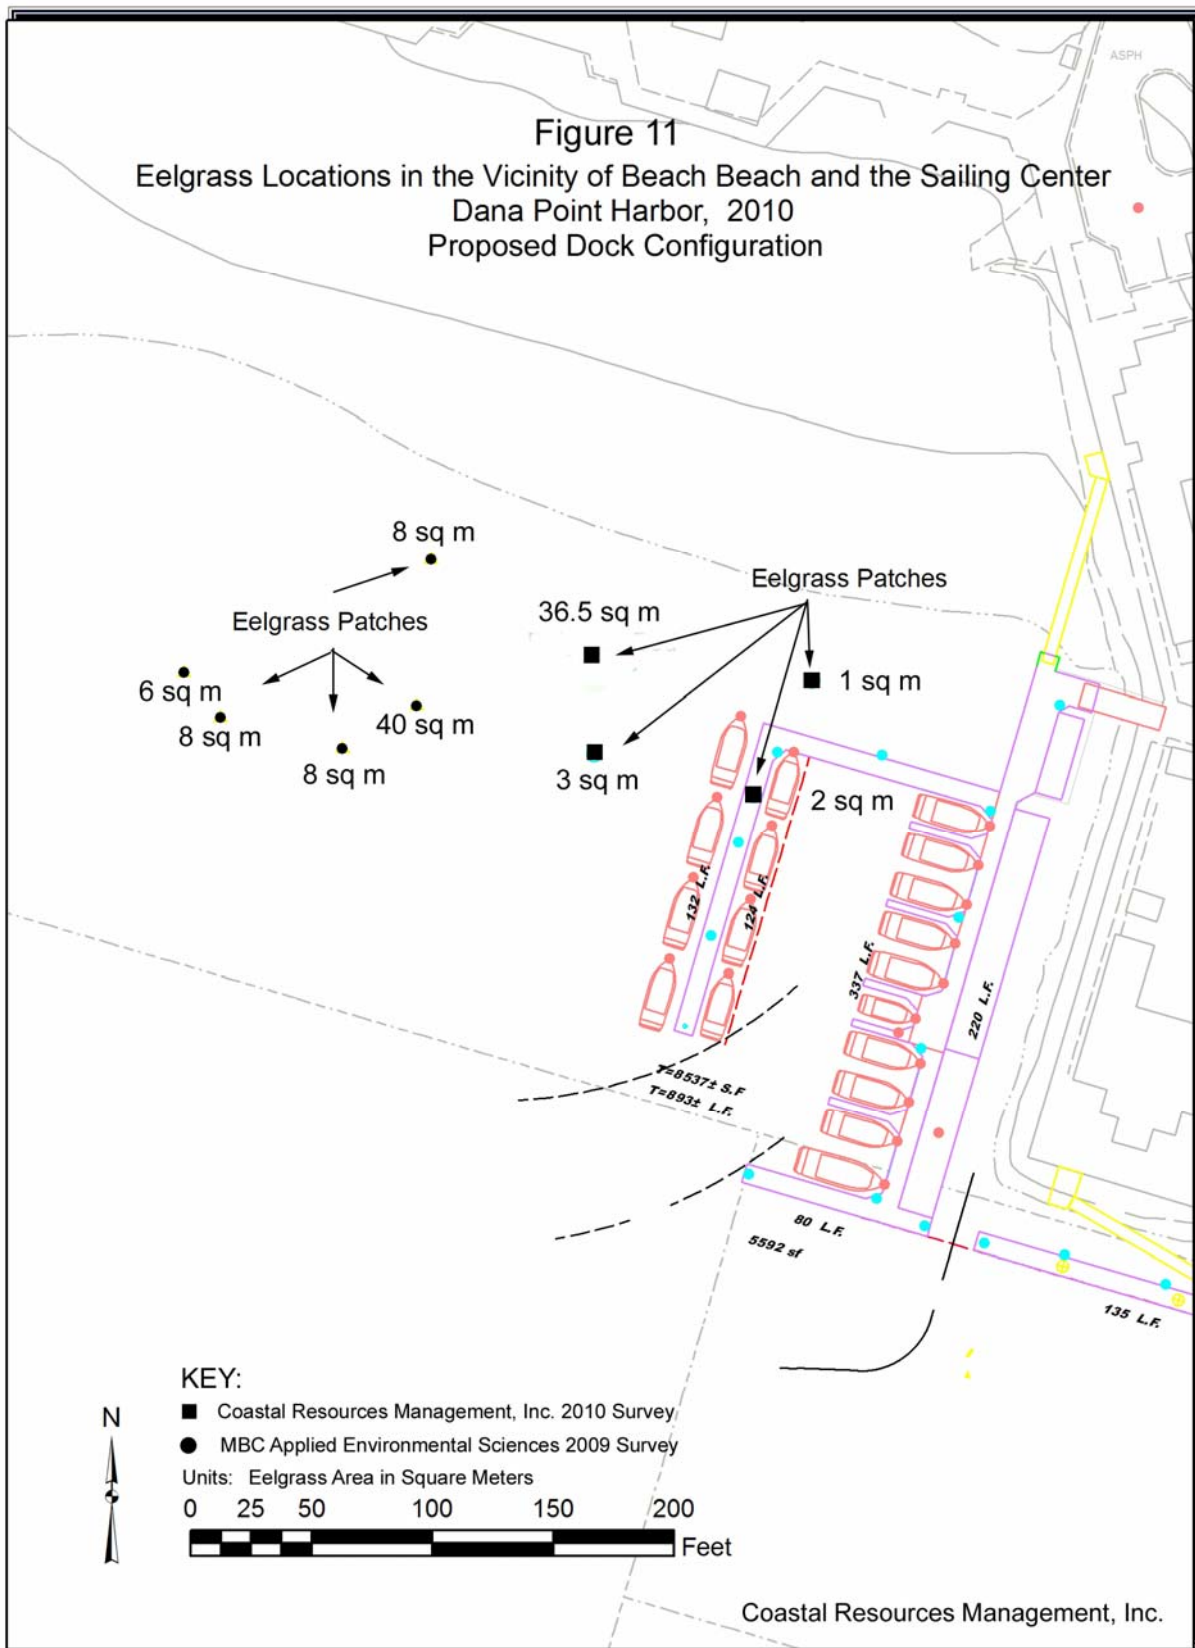 ASPH
Figure 11
Eelgrass Locations in the Vicinity of Beach Beach and the Sailing Center
Dana Point Harbor, 2010
Proposed Dock Configuration
8 sq m
Eelgrass Patches
Eelgrass Patches
36.5 sq m
6 sq m
1 sq m
8 sq m
40 sq m
8 sq m
3 sq m
2 sq m
132 L.F.
124 L.F.
337 L.F.
220 L.F.
T=8537± S.F
T=893± L.F.
80 L.F.
5592 sf
135 L.F.
KEY:
Coastal Resources Management, Inc. 2010 Survey
MBC Applied Environmental Sciences 2009 Survey
Units: Eelgrass Area in Square Meters
N
0 25 50 100 150 200
Feet
Coastal Resources Management, Inc.